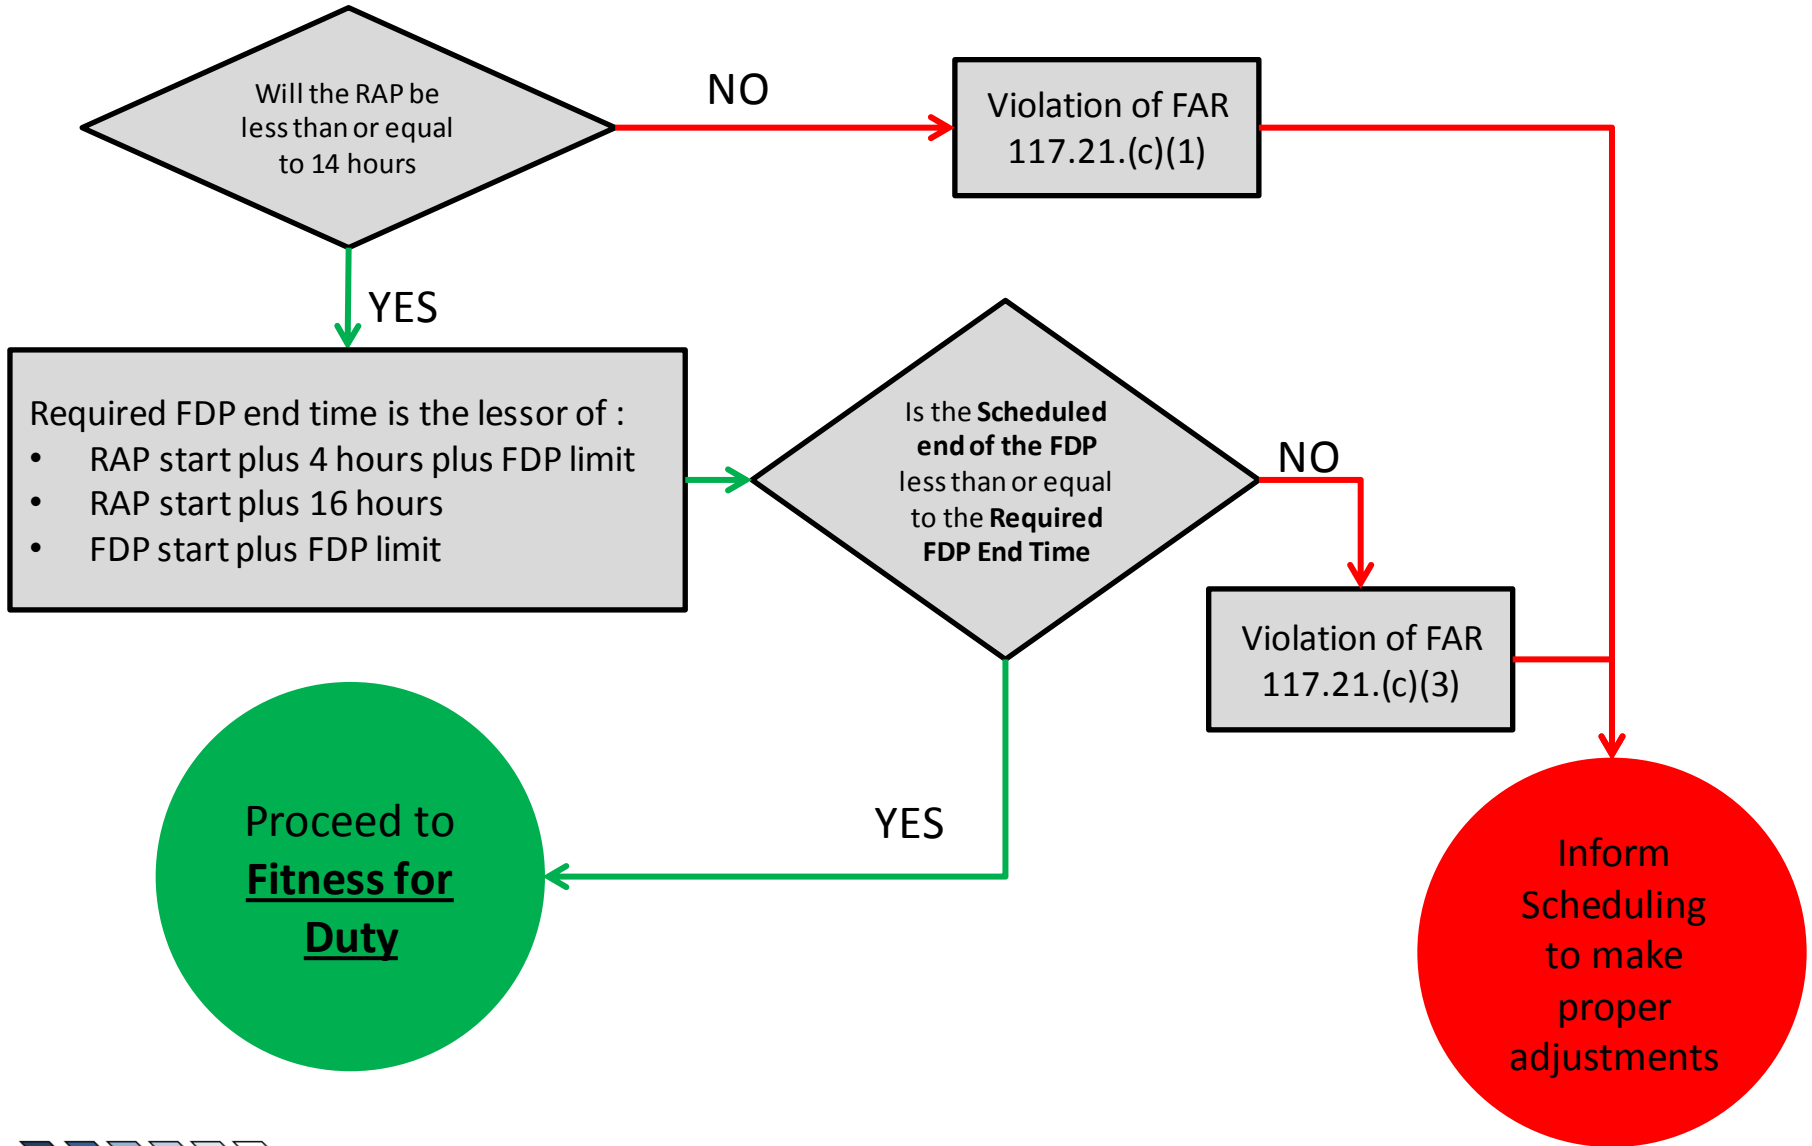 Will the RAP be
less than or equal
to 14 hours
NO
Violation of FAR
117.21.(c)(1)
YES
Required FDP end time is the lessor of :
• RAP start plus 4 hours plus FDP limit
• RAP start plus 16 hours
• FDP start plus FDP limit
Is the Scheduled
end of the FDP
less than or equal
to the Required
FDP End Time
NO
Violation of FAR
117.21.(c)(3)
YES
Proceed to
Fitness for
Duty
Inform
Scheduling
to make
proper
adjustments